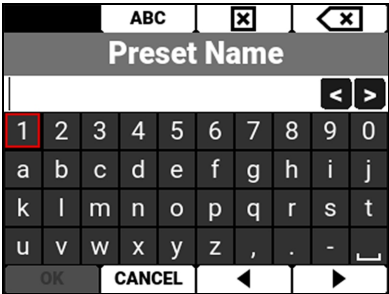 ABC
Preset Name
< >
1 2 3 4 5 6 7 8 9 0
a b c d e f g h i j
k l m n o p q r s t
u v w x y z , . -
OK CANCEL